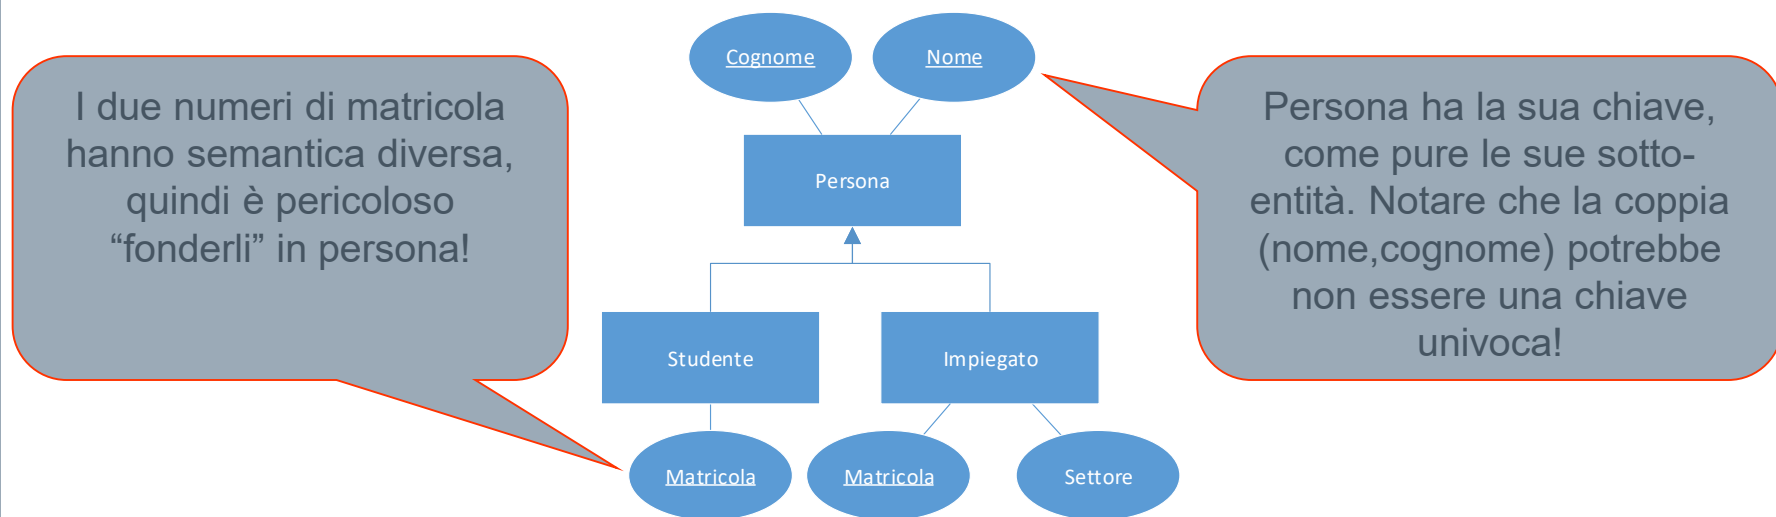 Cognome
Nome
I due numeri di matricola
hanno semantica diversa,
quindi è pericoloso
“fonderli” in persona!
Persona ha la sua chiave,
come pure le sue sotto-
entità. Notare che la coppia
(nome,cognome) potrebbe
non essere una chiave
univoca!
Persona
Studente
Impiegato
Matricola
Matricola
Settore